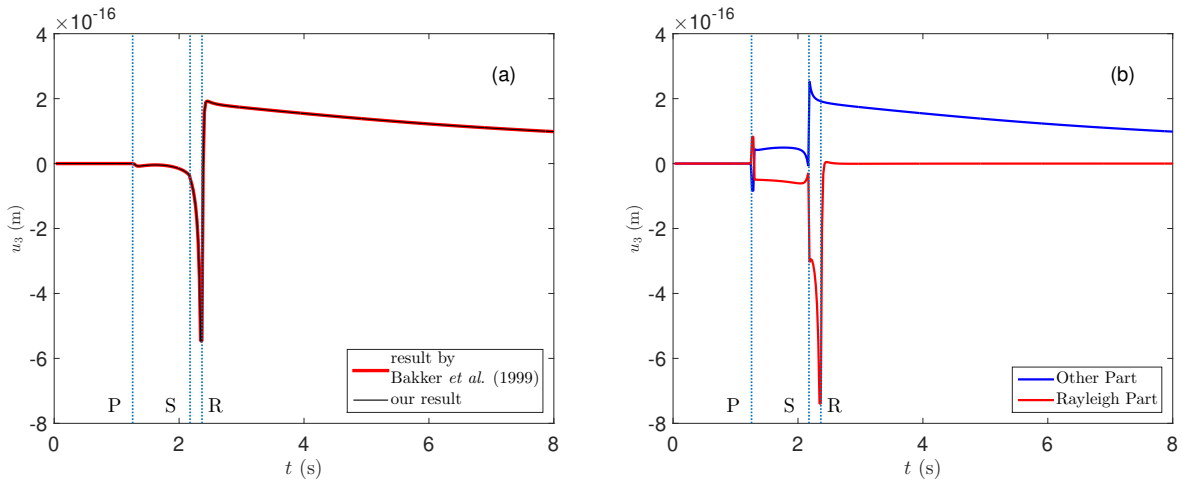 ×10-16
4
2
0
-2
-4
-6
-8
u3 (m)
(a)
P
S
R
result by
Bakker et al. (1999)
our result
0
2
4
6
8
t (s)
×10-16
4
2
0
-2
-4
-6
-8
u3 (m)
(b)
P
S
R
Other Part
Rayleigh Part
0
2
4
6
8
t (s)